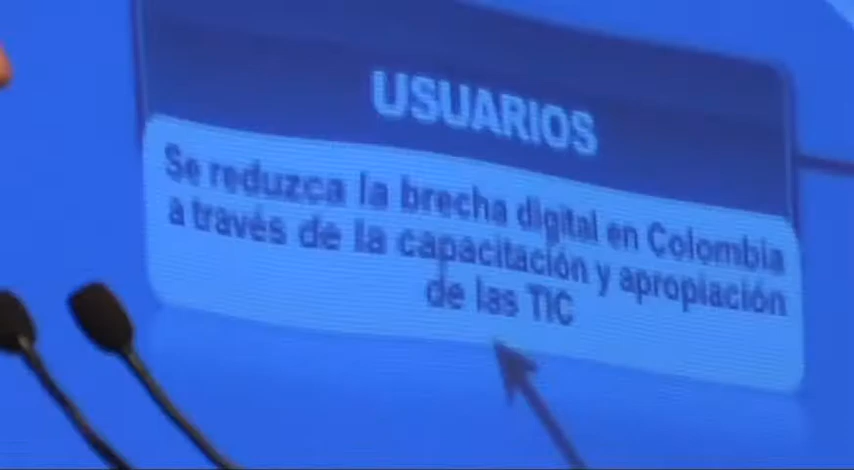 USUARIOS
Se reduzca la brecha digital en Colombia
a través de la capacitación y apropiación
de las TIC